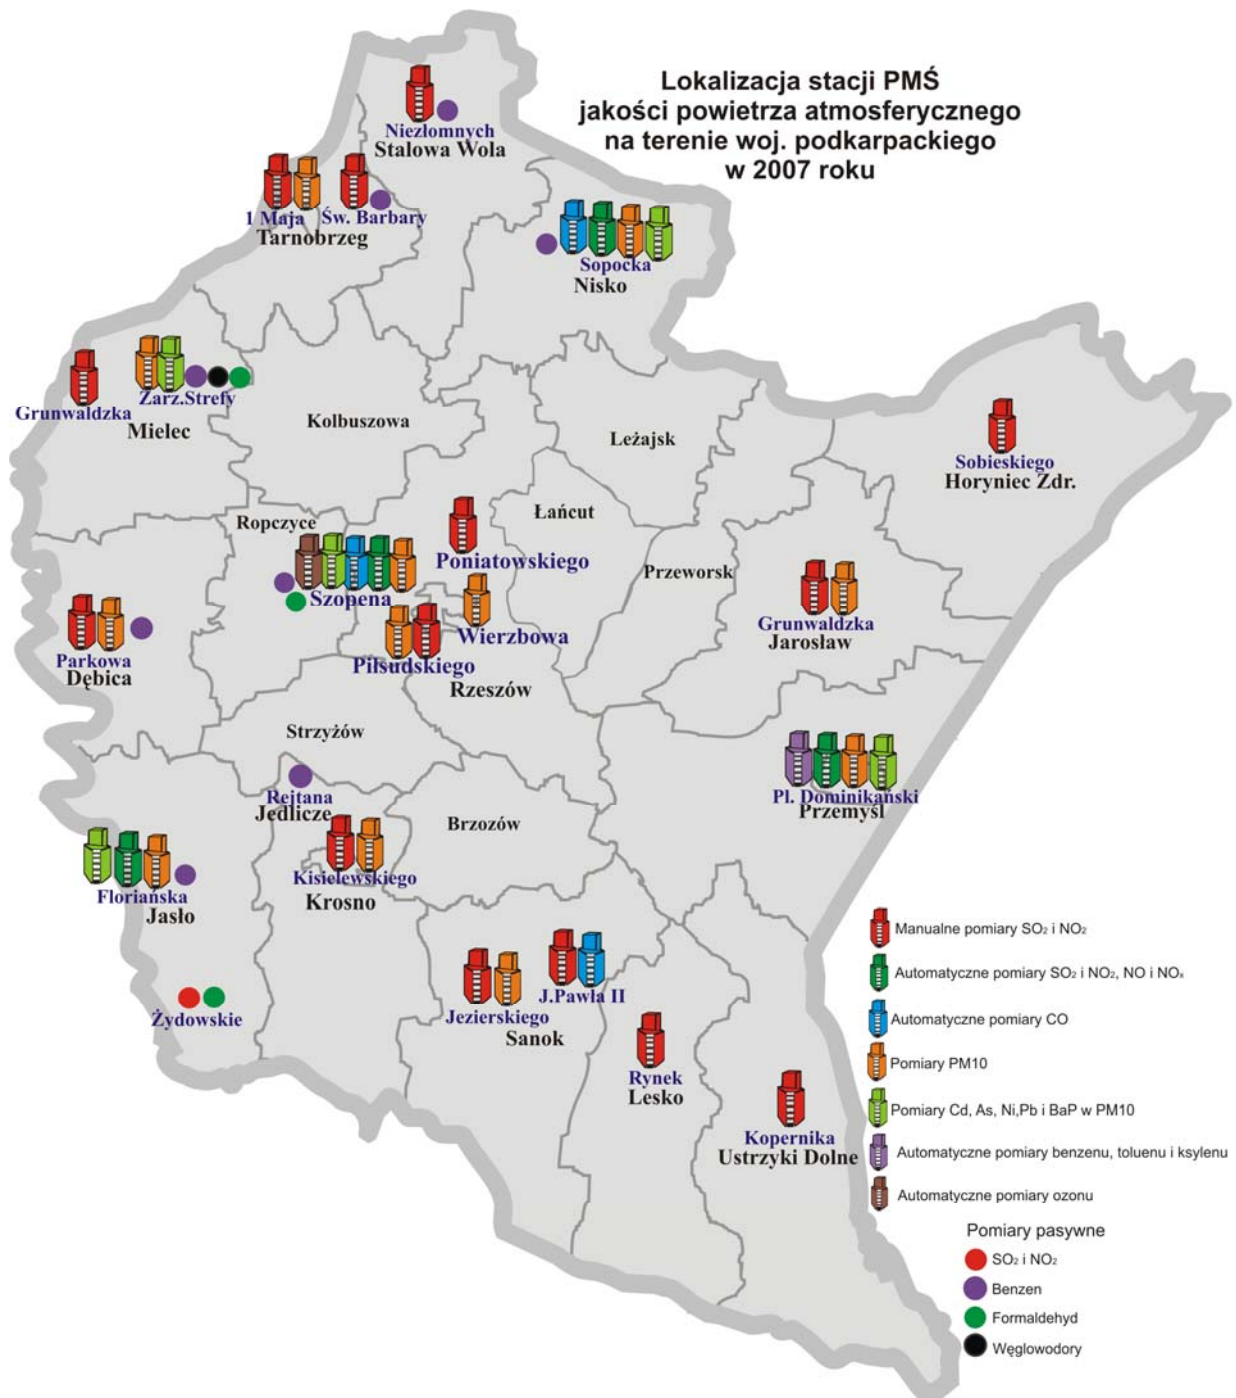 Lokalizacja stacji PMŚ
jakości powietrza atmosferycznego
na terenie woj. podkarpackiego
w 2007 roku
Niezłomnych
Stalowa Wola
1 Maja
Św. Barbary
Tarnobrzeg
Sopocka
Nisko
Grunwaldzka
Zarz.Strefy
Mielec
Kolbuszowa
Leżajsk
Sobieskiego
Horyniec Zdr.
Ropczyce
Łańcut
Poniatowskiego
Przeworsk
Szopena
Wierzbowa
Piłsudskiego
Rzeszów
Grunwaldzka
Jarosław
Parkowa
Dębica
Strzyżów
Rejtana
Jedlicze
Brzozów
Pl. Dominikański
Przemyśl
Kisielewskiego
Krosno
Floriańska
Jasło
Żydowskie
Jezierskiego
J.Pawła II
Sanok
Rynek
Lesko
Kopernika
Ustrzyki Dolne
Manualne pomiary SO₂ i NO₂
Automatyczne pomiary SO₂ i NO₂, NO i NOₓ
Automatyczne pomiary CO
Pomiary PM10
Pomiary Cd, As, Ni,Pb i BaP w PM10
Automatyczne pomiary benzenu, toluenu i ksylenu
Automatyczne pomiary ozonu
Pomiary pasywne
SO₂ i NO₂
Benzen
Formaldehyd
Węglowodory